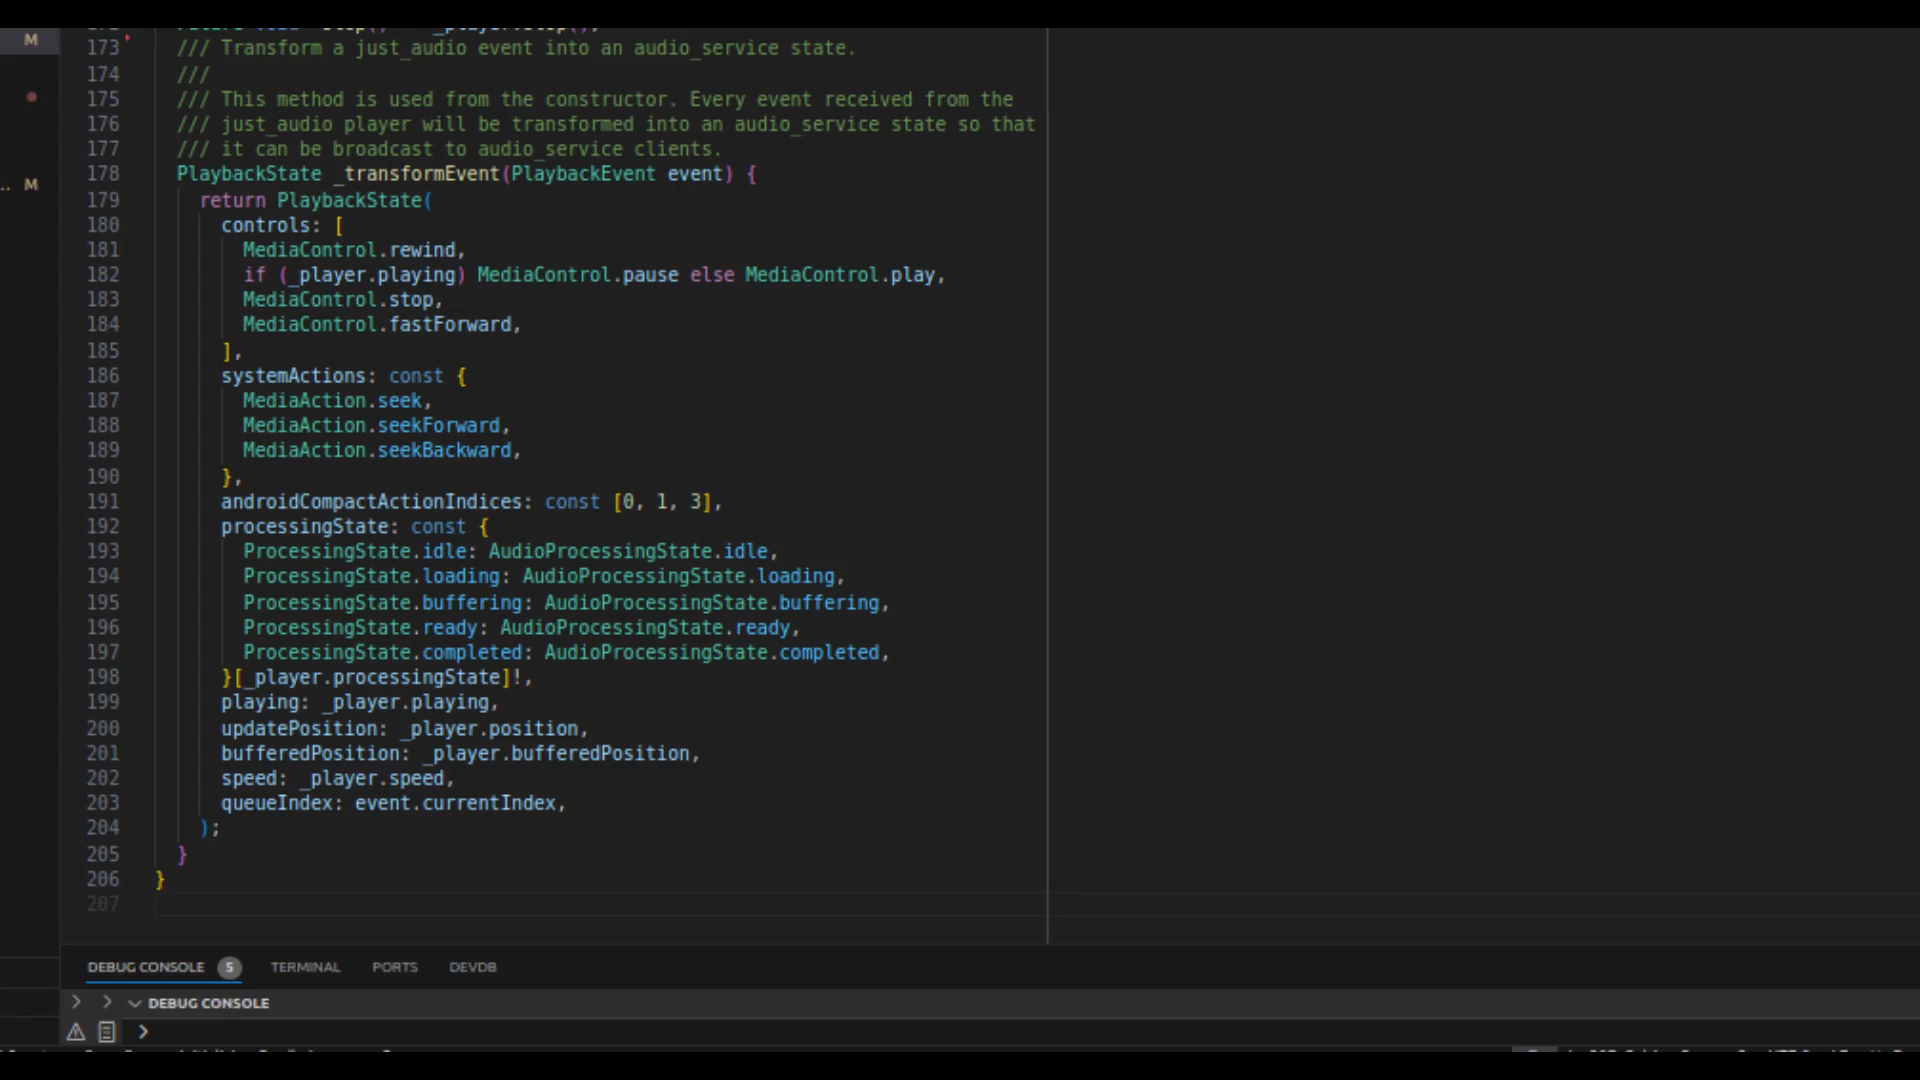 M
173 /// Transform a just_audio event into an audio_service state.
174 ///
175 /// This method is used from the constructor. Every event received from the
176 /// just_audio player will be transformed into an audio_service state so that
177 /// it can be broadcast to audio_service clients.
178 PlaybackState _transformEvent(PlaybackEvent event) {
.. M
179 return PlaybackState(
180 controls: [
181 MediaControl.rewind,
182 if (_player.playing) MediaControl.pause else MediaControl.play,
183 MediaControl.stop,
184 MediaControl.fastForward,
185 ],
186 systemActions: const {
187 MediaAction.seek,
188 MediaAction.seekForward,
189 MediaAction.seekBackward,
190 },
191 androidCompactActionIndices: const [0, 1, 3],
192 processingState: const {
193 ProcessingState.idle: AudioProcessingState.idle,
194 ProcessingState.loading: AudioProcessingState.loading,
195 ProcessingState.buffering: AudioProcessingState.buffering,
196 ProcessingState.ready: AudioProcessingState.ready,
197 ProcessingState.completed: AudioProcessingState.completed,
198 }[_player.processingState]!,
199 playing: _player.playing,
200 updatePosition: _player.position,
201 bufferedPosition: _player.bufferedPosition,
202 speed: _player.speed,
203 queueIndex: event.currentIndex,
204 );
205 }
206 }
207
DEBUG CONSOLE 5 TERMINAL PORTS DEVDB
DEBUG CONSOLE